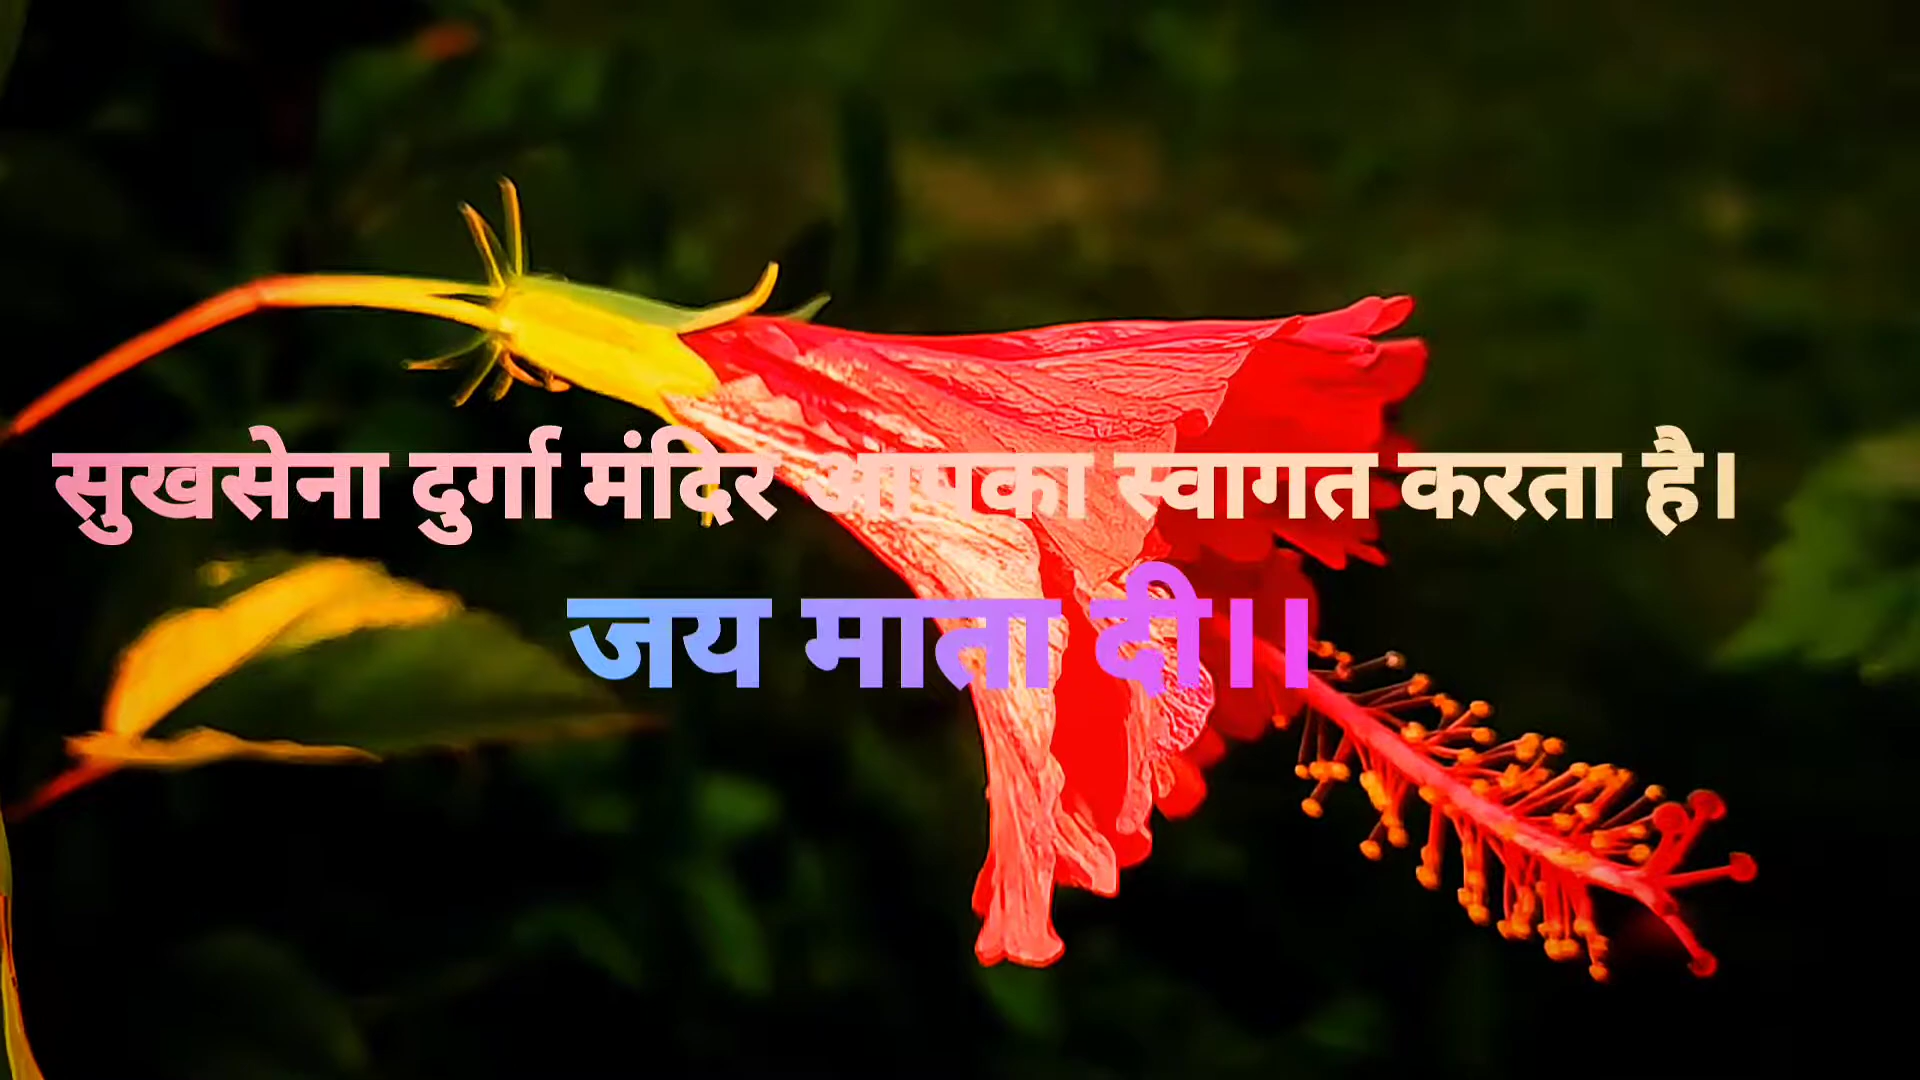 सुखसेना दुर्गा मंदिर आपका स्वागत करता है।
जय माता दी।।